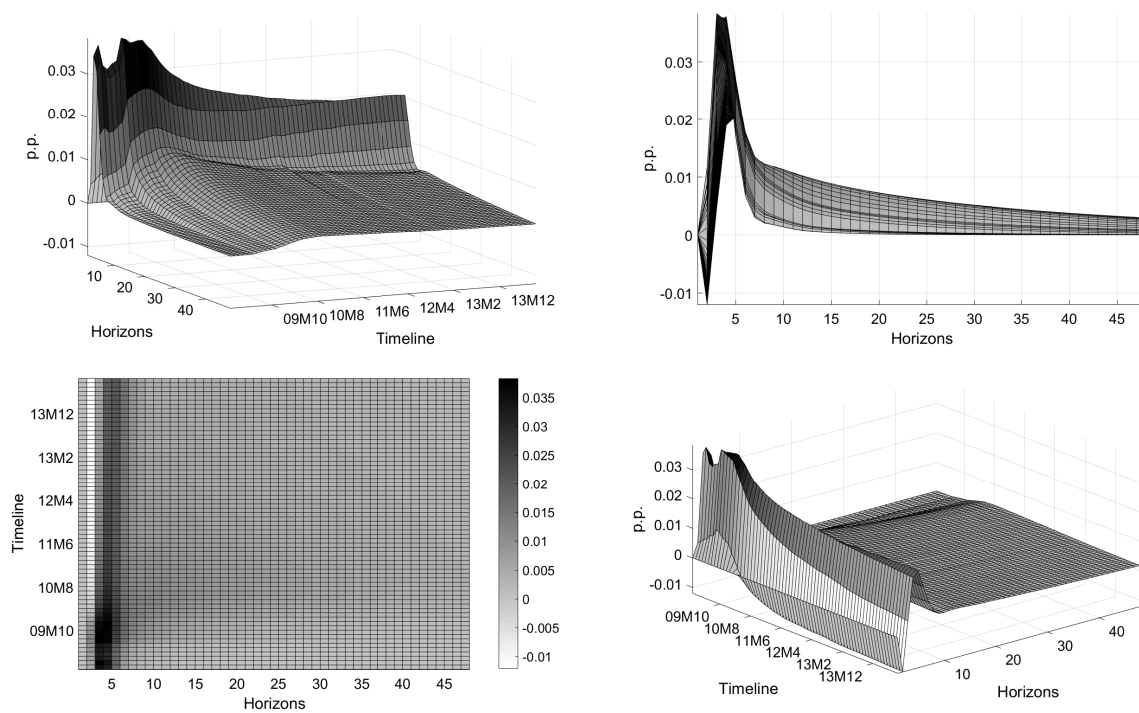 0.03
0.02
p.p.
0.01
0
-0.01
10
20
30
40
Horizons
09M10
10M8
11M6
12M4
13M2
13M12
Timeline
0.03
0.02
p.p.
0.01
0
-0.01
5
10
15
20
25
30
35
40
45
Horizons
13M12
13M2
12M4
Timeline
11M6
10M8
09M10
5
10
15
20
25
30
35
40
45
Horizons
0.035
0.03
0.025
0.02
0.015
0.01
0.005
0
-0.005
-0.01
0.03
0.02
p.p.
0.01
0
-0.01
09M10
10M8
11M6
12M4
13M2
13M12
Timeline
10
20
30
40
Horizons